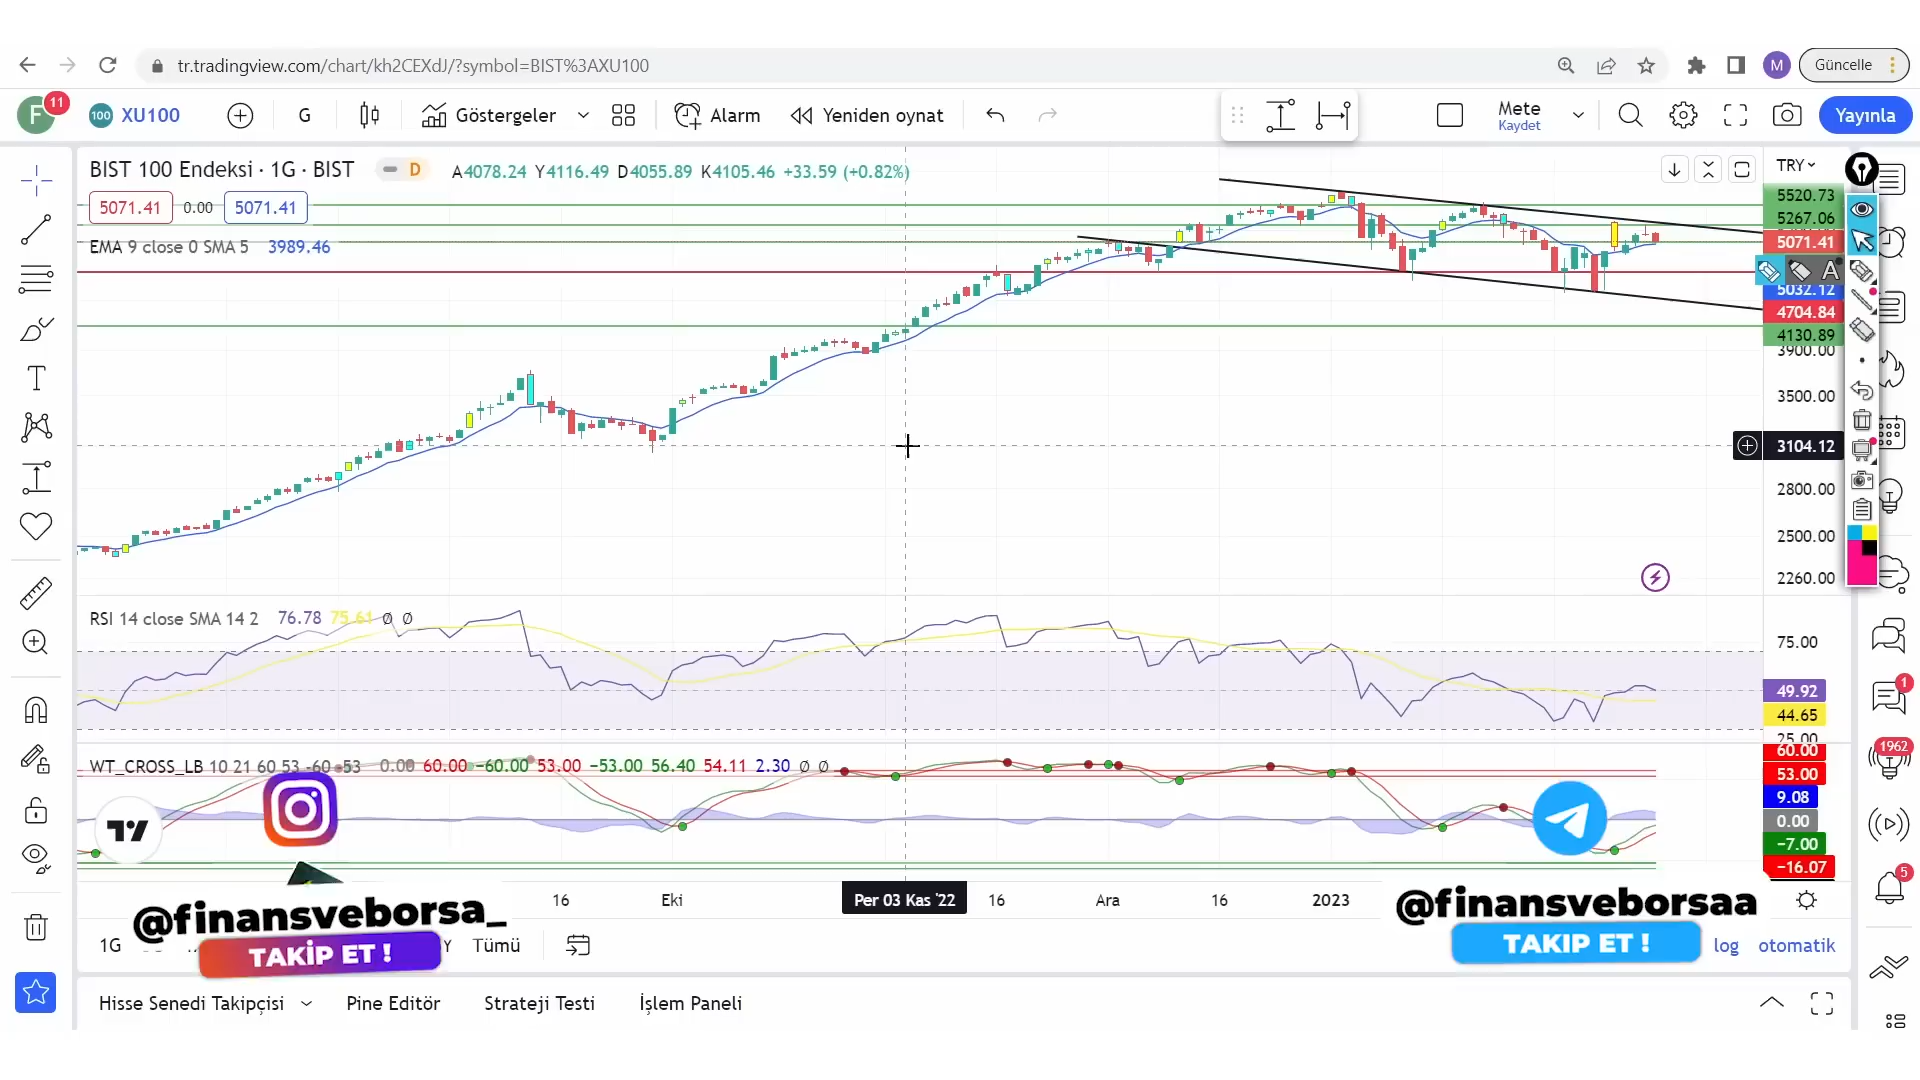 tr.tradingview.com/chart/kh2CEXdJ/?symbol=BIST%3AXU100
M
Güncelle
F
11
100
XU100
G
Göstergeler
Alarm
Yeniden oynat
Mete
Kaydet
Yayınla
BIST 100 Endeksi · 1G · BIST
D
A4078.24 Y4116.49 D4055.89 K4105.46 +33.59 (+0.82%)
TRY
5071.41
0.00
5071.41
EMA 9 close 0 SMA 5 3989.46
5520.73
5267.06
5071.41
A
5032.12
4704.84
4130.89
3900.00
3500.00
3104.12
2800.00
2500.00
2260.00
RSI 14 close SMA 14 2 76.78 75.61 Ø Ø
75.00
49.92
44.65
25.00
WT_CROSS_LB 10 21 60 53 -60 -53 0.00 60.00 −60.00 53.00 −53.00 56.40 54.11 2.30 Ø Ø
60.00
53.00
9.08
0.00
−7.00
−16.07
1
1962
5
16
Eki
Per 03 Kas '22
16
Ara
16
2023
@finansveborsa_
TAKİP ET !
@finansveborsaa
TAKIP ET !
1G
Y
Tümü
log
otomatik
Hisse Senedi Takipçisi
Pine Editör
Strateji Testi
İşlem Paneli